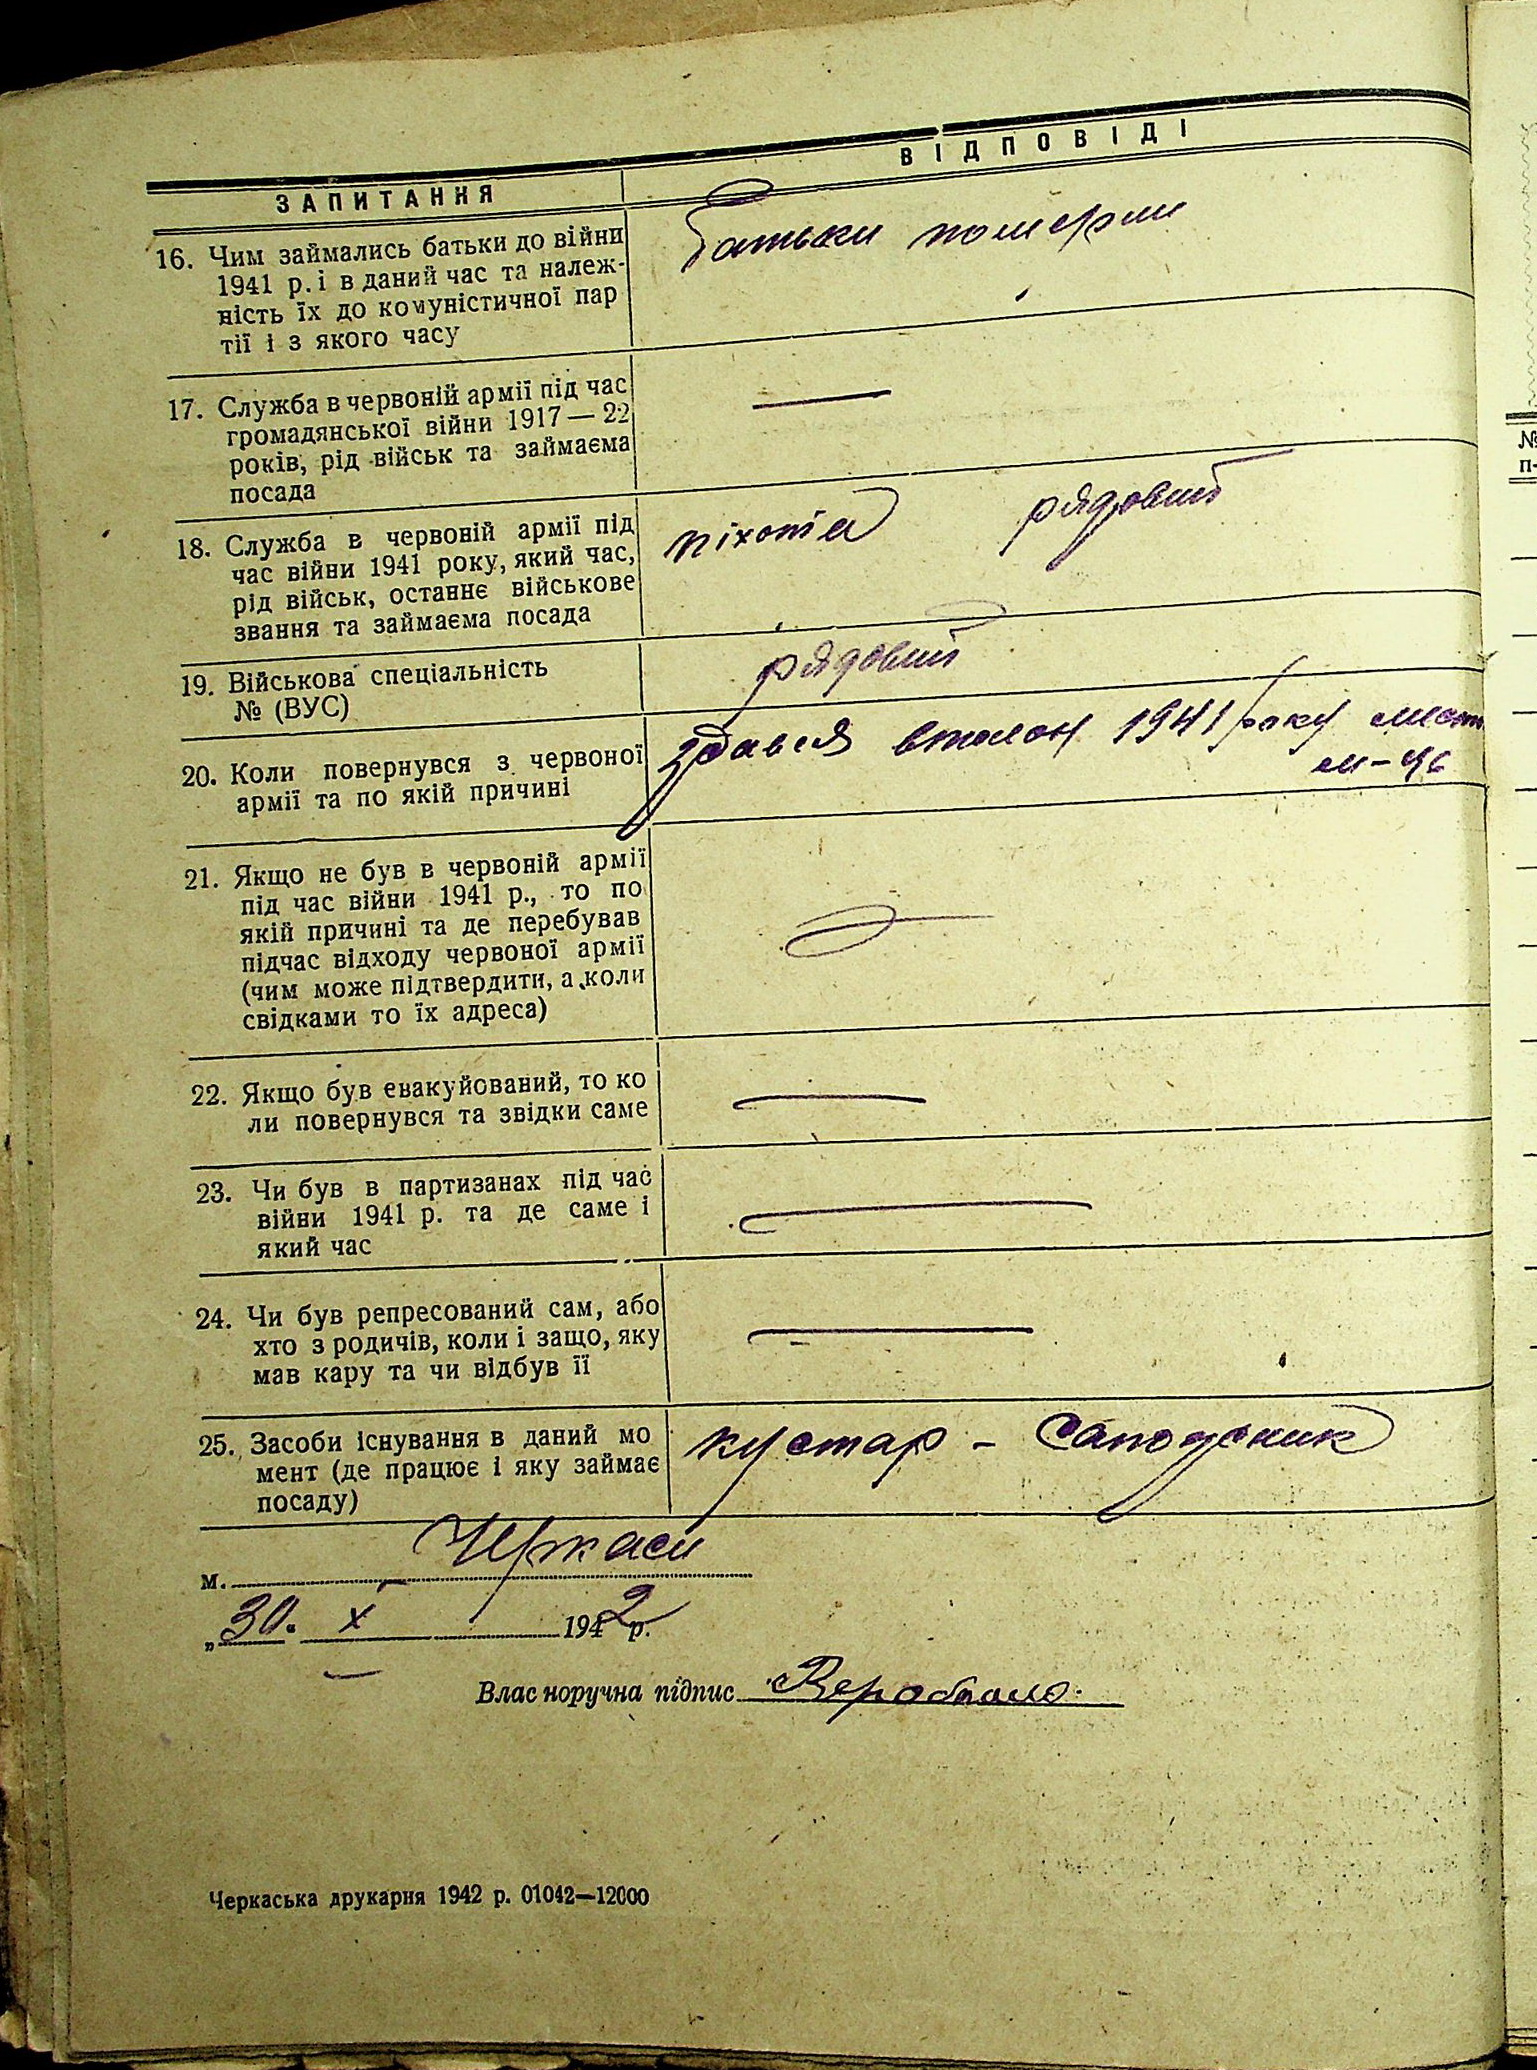 ЗАПИТАННЯ
ВІДПОВІДІ
16. Чим займались батьки до війни
1941 р. і в даний час та належ-
ність їх до комуністичної пар
тії і з якого часу
Батьки померли
17. Служба в червоній армії під час
громадянської війни 1917 — 22
років, рід військ та займаєма
посада
—
18. Служба в червоній армії під
час війни 1941 року, який час,
рід військ, останнє військове
звання та займаєма посада
піхота рядовий
19. Військова спеціальність
№ (ВУС)
рядовий
20. Коли повернувся з червоної
армії та по якій причині
здався вполон 1941 року
21. Якщо не був в червоній армії
під час війни 1941 р., то по
якій причині та де перебував
підчас відходу червоної армії
(чим може підтвердити, а коли
свідками то їх адреса)
—
22. Якщо був евакуйований, то ко
ли повернувся та звідки саме
—
23. Чи був в партизанах під час
війни 1941 р. та де саме і
який час
—
24. Чи був репресований сам, або
хто з родичів, коли і защо, яку
мав кару та чи відбув її
—
25. Засоби існування в даний мо
мент (де працює і яку займає
посаду)
кустар - Саподжник
м. Черкаси
„30. X 1942 р.
Влас норучна підпис
Черкаська друкарня 1942 р. 01042—12000
№
п-